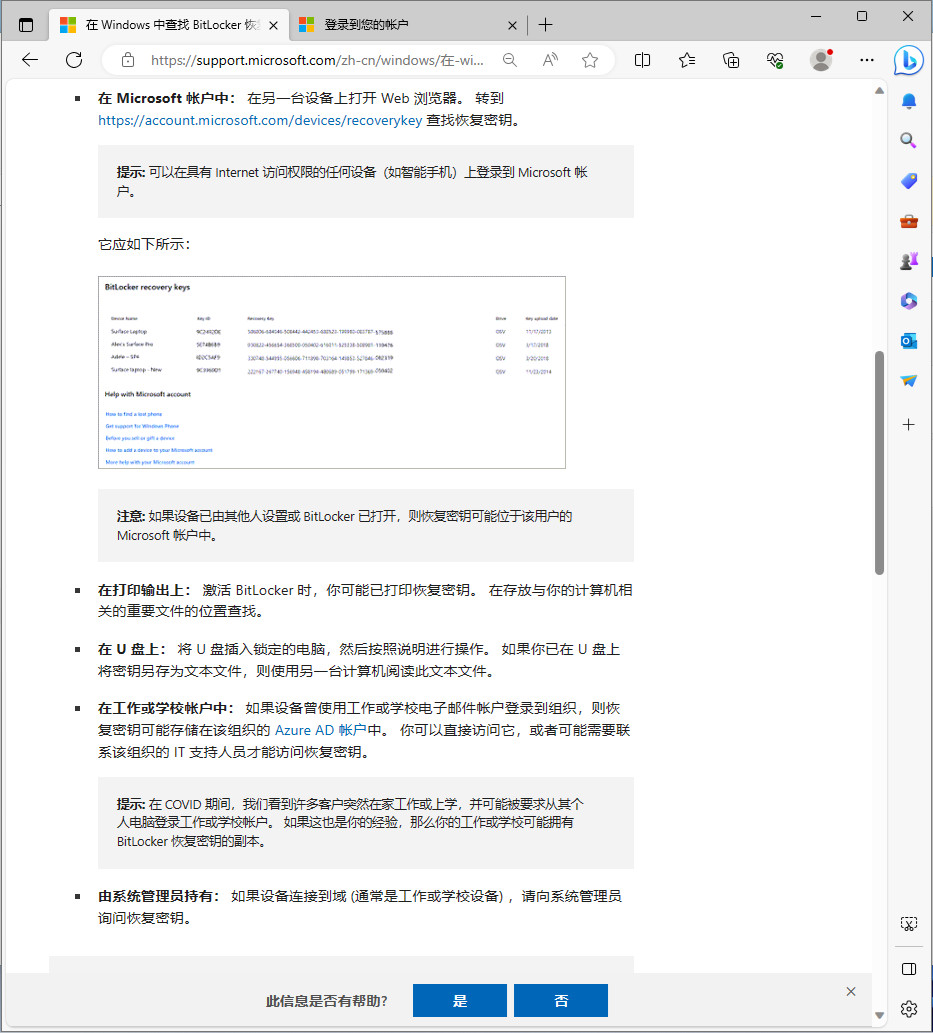 在 Windows 中查找 BitLocker 恢
登录到您的帐户
https://support.microsoft.com/zh-cn/windows/在-wi...
在 Microsoft 帐户中： 在另一台设备上打开 Web 浏览器。 转到
https://account.microsoft.com/devices/recoverykey 查找恢复密钥。
提示: 可以在具有 Internet 访问权限的任何设备（如智能手机）上登录到 Microsoft 帐
户。
它应如下所示：
BitLocker recovery keys
Device Name Key ID Recovery Key Drive Key upload date
Surface Laptop OSV 11/17/2013
Alex's Surface Pro OSV 3/17/2018
OSV 3/20/2018
Surface laptop - New OSV 11/23/2014
Help with Microsoft account
How to find a lost phone
Get support for Windows Phone
Before you sell or gift a device
How to add a device to your Microsoft account
More help with your Microsoft account
注意: 如果设备已由其他人设置或 BitLocker 已打开，则恢复密钥可能位于该用户的
Microsoft 帐户中。
在打印输出上： 激活 BitLocker 时，你可能已打印恢复密钥。 在存放与你的计算机相
关的重要文件的位置查找。
在 U 盘上： 将 U 盘插入锁定的电脑，然后按照说明进行操作。 如果你已在 U 盘上
将密钥另存为文本文件，则使用另一台计算机阅读此文本文件。
在工作或学校帐户中： 如果设备曾使用工作或学校电子邮件帐户登录到组织，则恢
复密钥可能存储在该组织的 Azure AD 帐户中。 你可以直接访问它，或者可能需要联
系该组织的 IT 支持人员才能访问恢复密钥。
提示: 在 COVID 期间，我们看到许多客户突然在家工作或上学，并可能被要求从其个
人电脑登录工作或学校帐户。 如果这也是你的经验，那么你的工作或学校可能拥有
BitLocker 恢复密钥的副本。
由系统管理员持有： 如果设备连接到域 (通常是工作或学校设备) ，请向系统管理员
询问恢复密钥。
此信息是否有帮助?
是
否